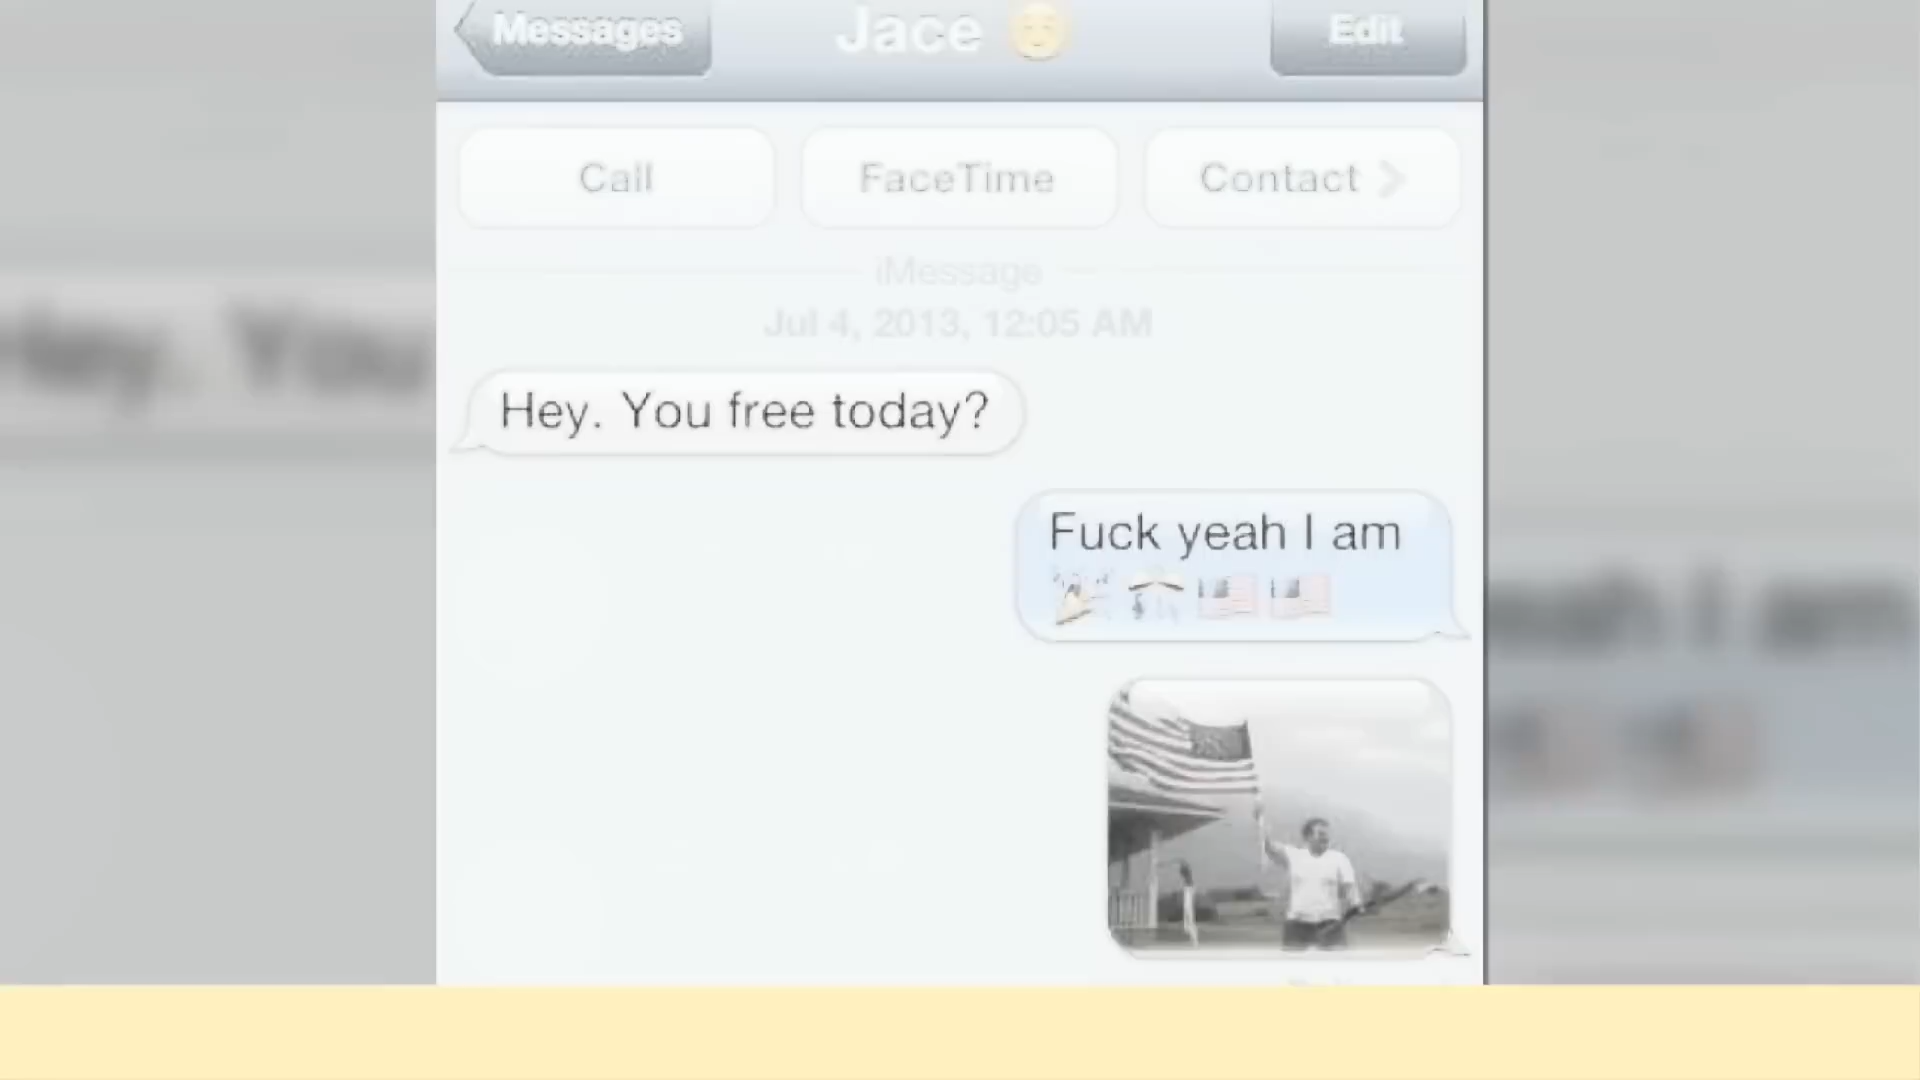 Messages
Jace
Edit
Call
FaceTime
Contact
iMessage
Jul 4, 2013, 12:05 AM
Hey. You free today?
Fuck yeah I am